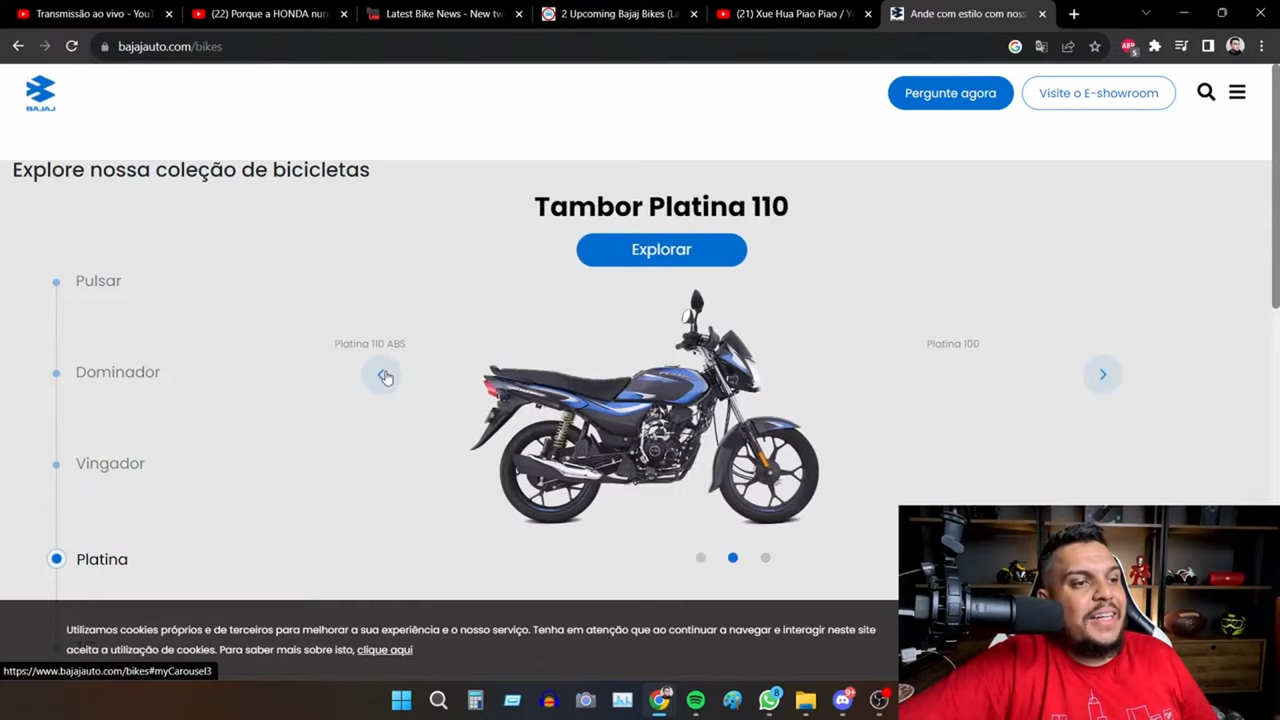 Transmissão ao vivo - YouT
(22) Porque a HONDA nun
Latest Bike News - New tw
2 Upcoming Bajaj Bikes (La
(21) Xue Hua Piao Piao / Y
Ande com estilo com noss
bajajauto.com/bikes
BAJAJ
Pergunte agora
Visite o E-showroom
Explore nossa coleção de bicicletas
Tambor Platina 110
Explorar
Pulsar
Dominador
Vingador
Platina
Platina 110 ABS
Platina 100
Utilizamos cookies próprios e de terceiros para melhorar a sua experiência e o nosso serviço. Tenha em atenção que ao continuar a navegar e interagir neste site
aceita a utilização de cookies. Para saber mais sobre isto, clique aqui
https://www.bajajauto.com/bikes#myCarousel3